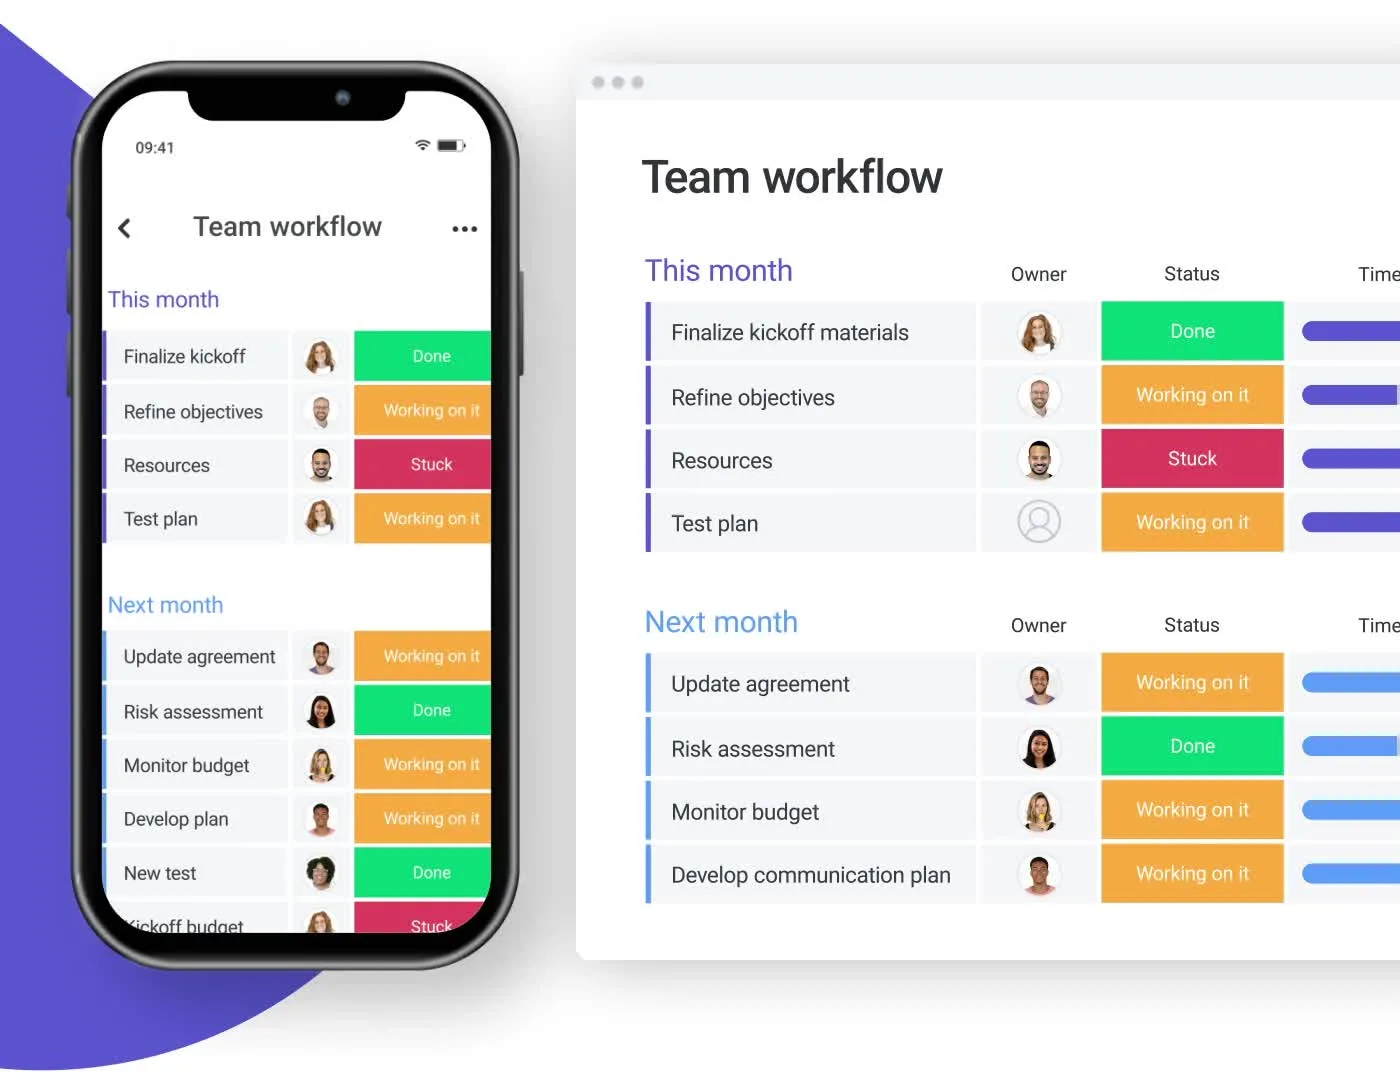 09:41
Team workflow
This month
Finalize kickoff Done
Refine objectives Working on it
Resources Stuck
Test plan Working on it
Next month
Update agreement Working on it
Risk assessment Done
Monitor budget Working on it
Develop plan Working on it
New test Done
Kickoff budget Stuck
Team workflow
This month Owner Status Time
Finalize kickoff materials Done
Refine objectives Working on it
Resources Stuck
Test plan Working on it
Next month Owner Status Time
Update agreement Working on it
Risk assessment Done
Monitor budget Working on it
Develop communication plan Working on it